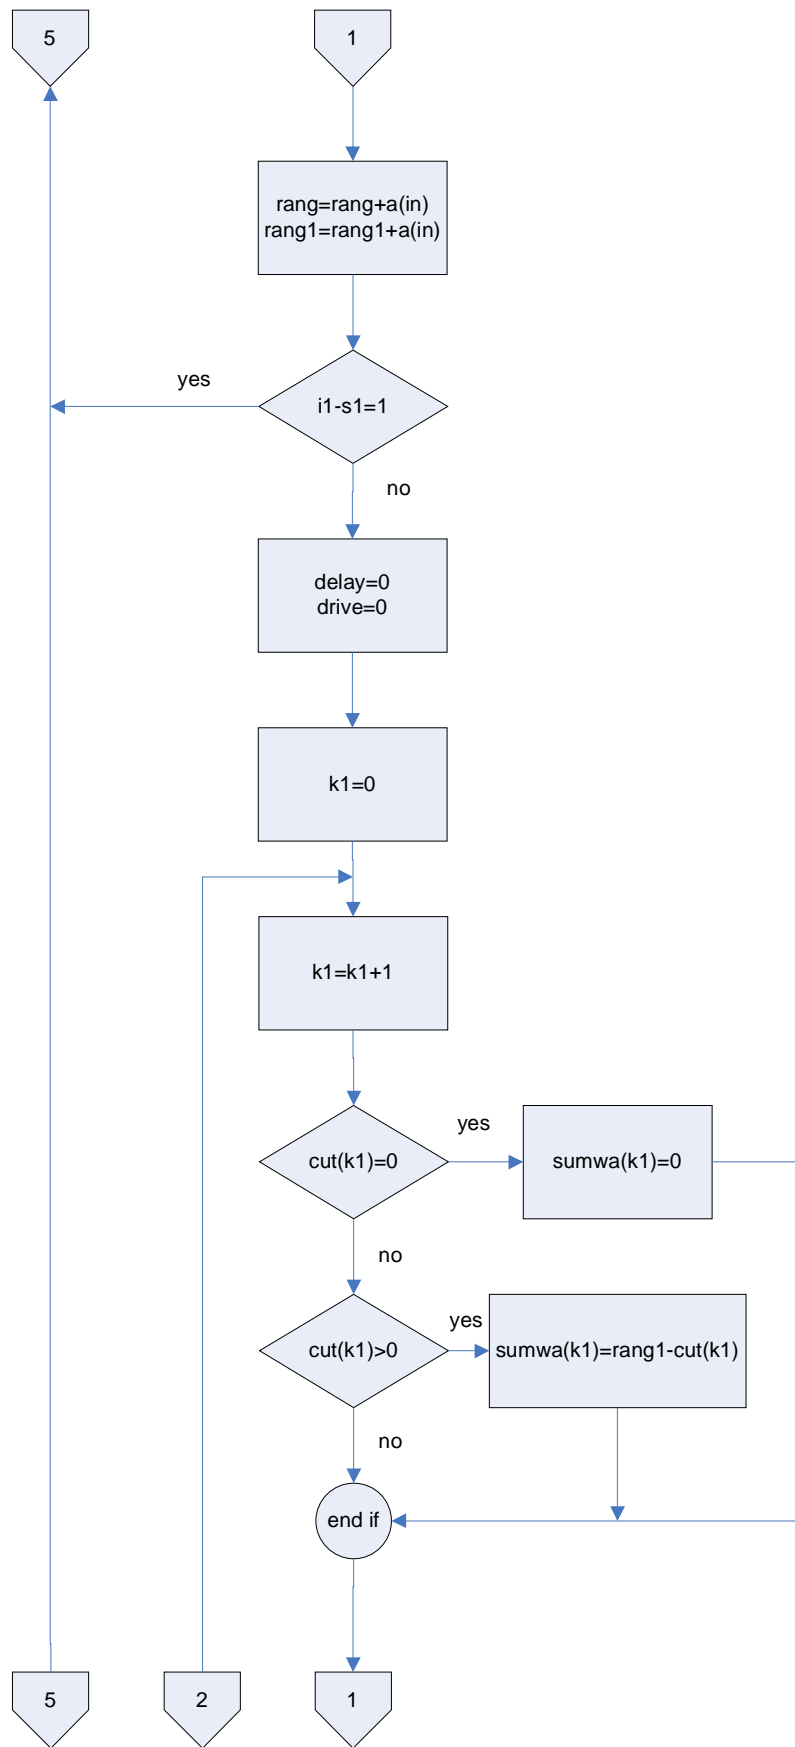 5
1
rang=rang+a(in)
rang1=rang1+a(in)
yes
i1-s1=1
no
delay=0
drive=0
k1=0
k1=k1+1
cut(k1)=0
yes
sumwa(k1)=0
no
cut(k1)>0
yes
sumwa(k1)=rang1-cut(k1)
no
end if
5
2
1